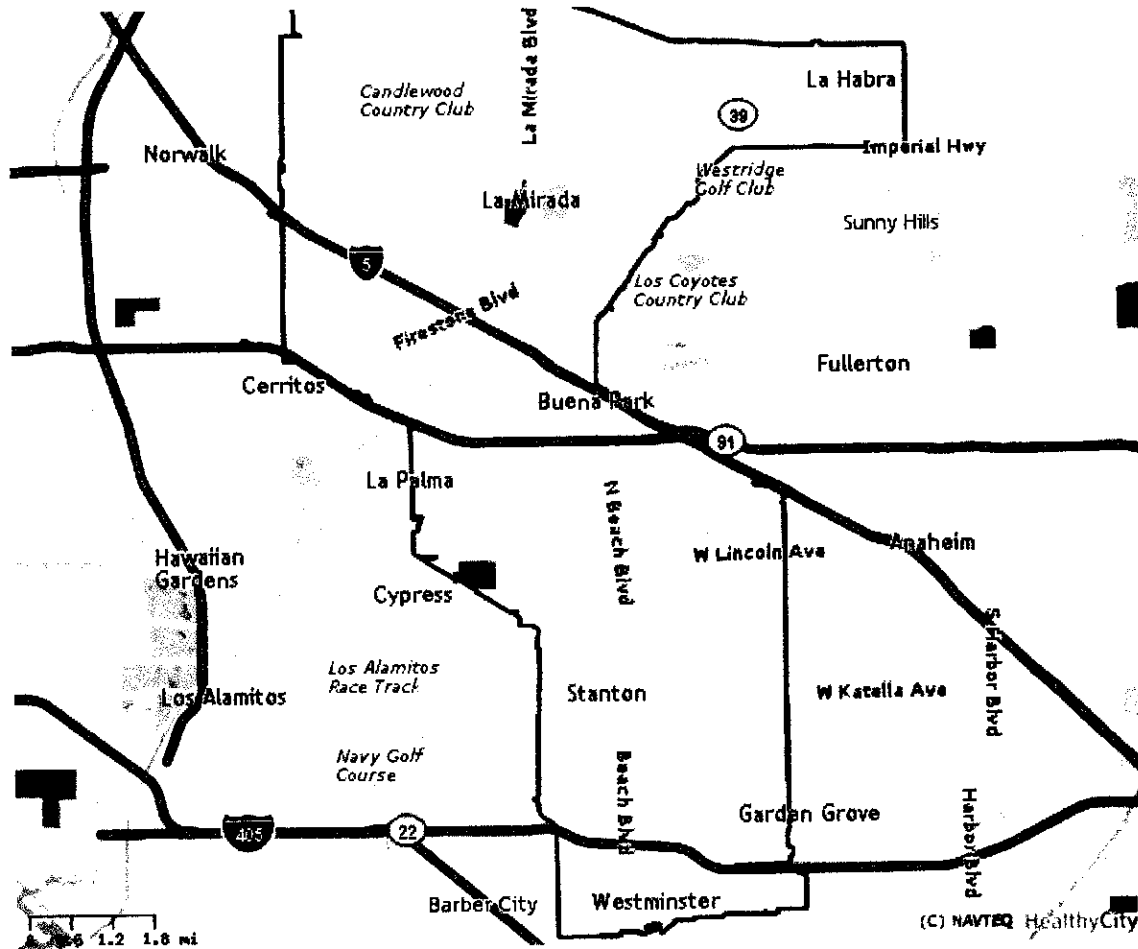 La Mirada Blvd
Candlewood
Country Club
La Habra
39
Norwalk
Imperial Hwy
Westridge
Golf Club
La Mirada
Sunny Hills
5
Los Coyotes
Country Club
Firestone Blvd
Fullerton
Cerritos
Buena Park
91
La Palma
N Beach Blvd
W Lincoln Ave
Anaheim
Hawaiian
Gardens
Cypress
S Harbor Blvd
Los Alamitos
Race Track
Los Alamitos
Stanton
W Katella Ave
Navy Golf
Course
Beach Blvd
Harbor Blvd
Garden Grove
405
22
Barber City
Westminster
1.2 1.8 mi
(C) NAVTEQ HealthyCity